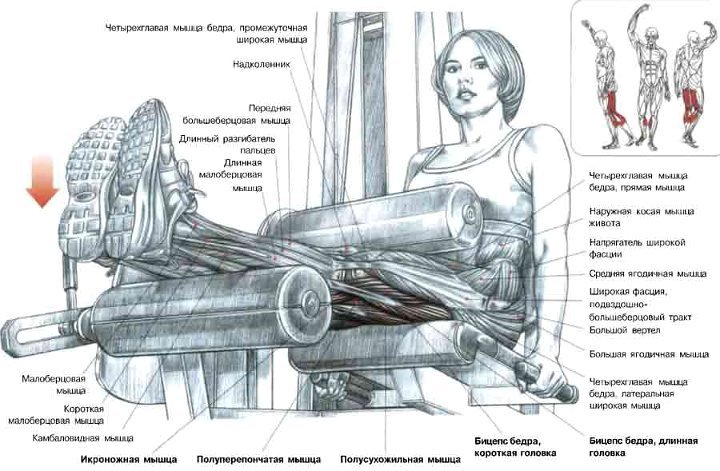 Четырехглавая мышца бедра, промежуточная
широкая мышца
Надколенник
Передняя
большеберцовая мышца
Длинный разгибатель
пальцев
Длинная
малоберцовая
мышца
Четырехглавая мышца
бедра, прямая мышца
Наружная косая мышца
живота
Напрягатель широкой
фасции
Средняя ягодичная мышца
Широкая фасция,
подвздошно-
большеберцовый тракт
Большой вертел
Большая ягодичная мышца
Четырехглавая мышца
бедра, латеральная
широкая мышца
Малоберцовая
мышца
Короткая
малоберцовая мышца
Камбаловидная мышца
Икроножная мышца
Полуперепончатая мышца
Полусухожильная мышца
Бицепс бедра,
короткая головка
Бицепс бедра, длинная
головка